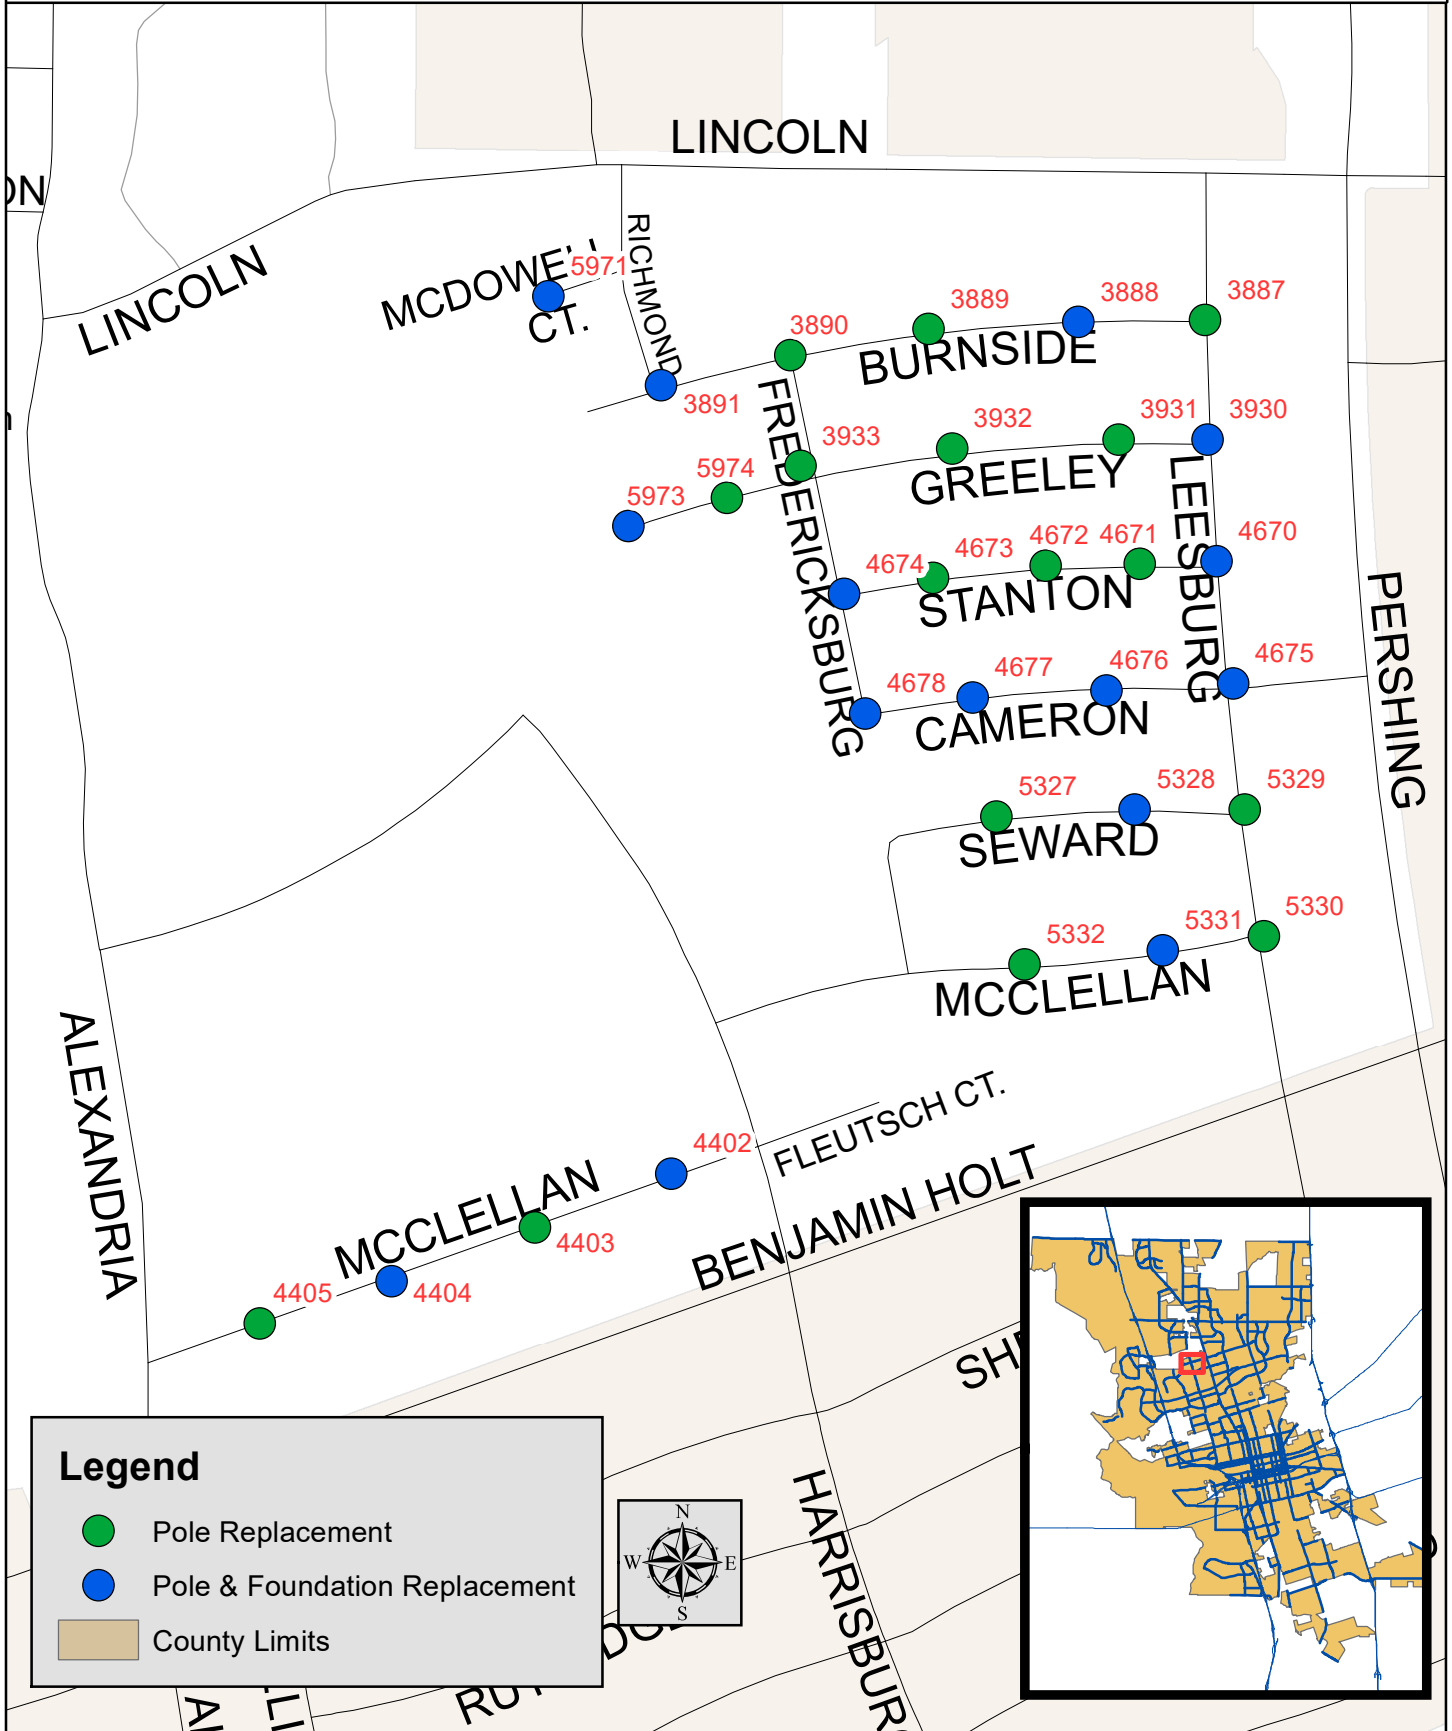 LINCOLN
ON
LINCOLN
RICHMOND
5971
CT.
3887
3888
3889
3890
BURNSIDE
3891
FREDERICKSBURG
3930
3931
3932
3933
GREELEY
5974
5973
LEESBURG
4670
4671
4672
4673
4674
STANTON
PERSHING
4675
4676
4677
4678
CAMERON
5329
5328
5327
SEWARD
5330
5331
5332
MCCLELLAN
ALEXANDRIA
FLEUTSCH CT.
4402
MCCLELLAN
4403
BENJAMIN HOLT
4404
4405
Legend
Pole Replacement
Pole & Foundation Replacement
County Limits
N
W E
S